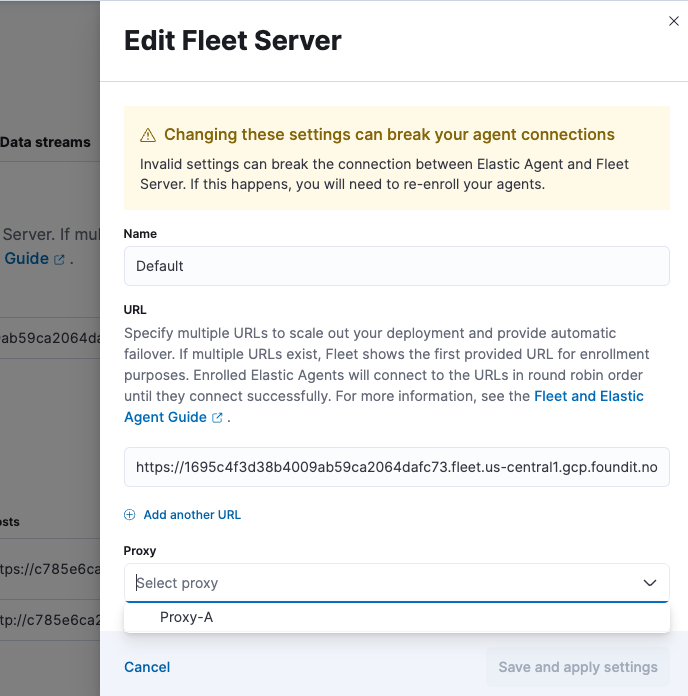 Edit Fleet Server
Data streams
Changing these settings can break your agent connections
Invalid settings can break the connection between Elastic Agent and Fleet
Server. If this happens, you will need to re-enroll your agents.
Server. If
Guide .
Name
Default
URL
Specify multiple URLs to scale out your deployment and provide automatic
failover. If multiple URLs exist, Fleet shows the first provided URL for enrollment
purposes. Enrolled Elastic Agents will connect to the URLs in round robin order
until they connect successfully. For more information, see the Fleet and Elastic
Agent Guide .
ab59ca2064da
https://1695c4f3d38b4009ab59ca2064dafc73.fleet.us-central1.gcp.foundit.no
Add another URL
osts
Proxy
tps://c785e6ca
Select proxy
Proxy-A
tp://c785e6ca
Cancel
Save and apply settings